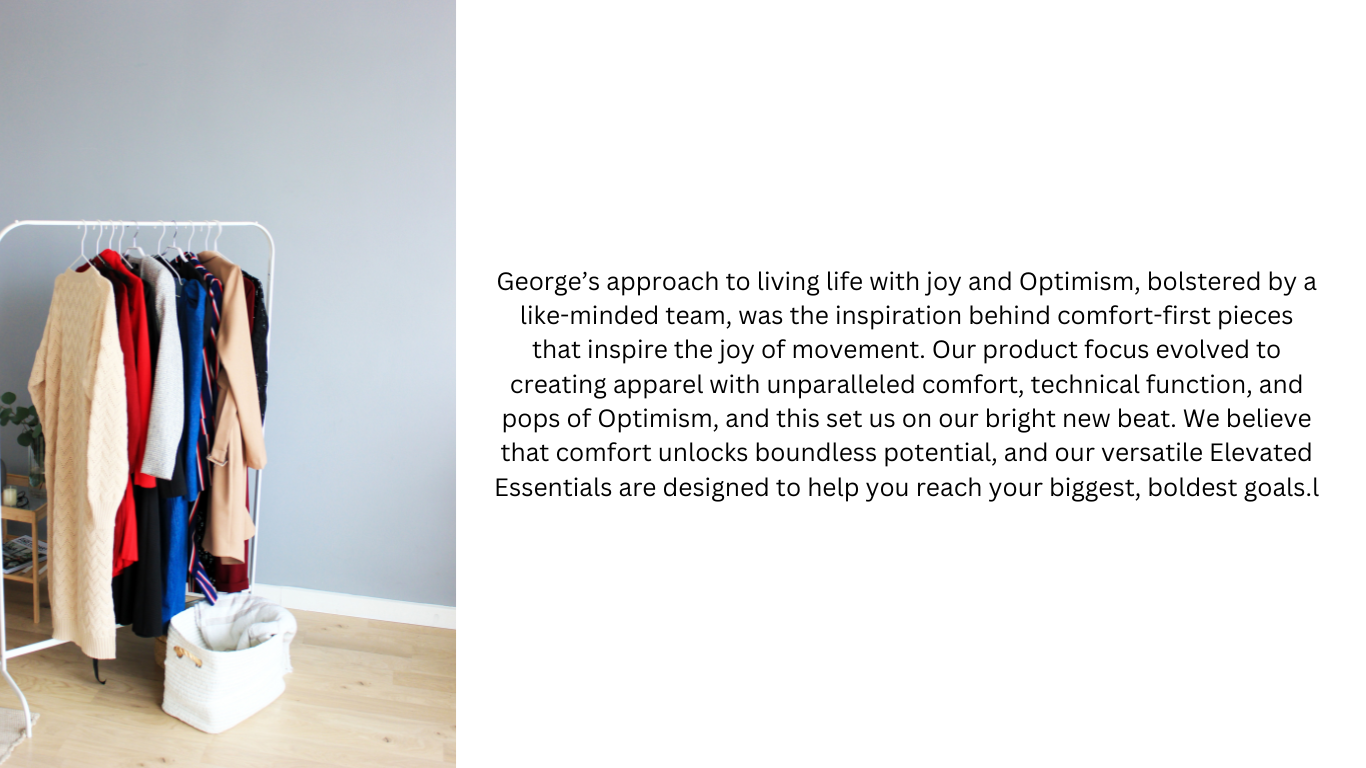 George’s approach to living life with joy and Optimism, bolstered by a
like-minded team, was the inspiration behind comfort-first pieces
that inspire the joy of movement. Our product focus evolved to
creating apparel with unparalleled comfort, technical function, and
pops of Optimism, and this set us on our bright new beat. We believe
that comfort unlocks boundless potential, and our versatile Elevated
Essentials are designed to help you reach your biggest, boldest goals.l